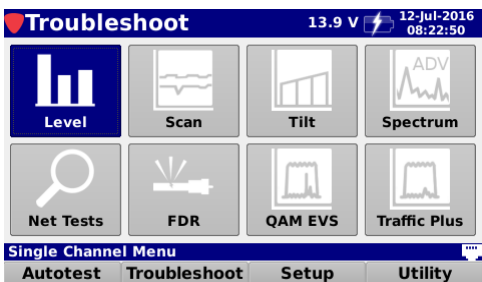 Troubleshoot 13.9 V 12-Jul-2016
08:22:50
Level Scan Tilt ADV Spectrum
Net Tests FDR QAM EVS Traffic Plus
Single Channel Menu
Autotest Troubleshoot Setup Utility